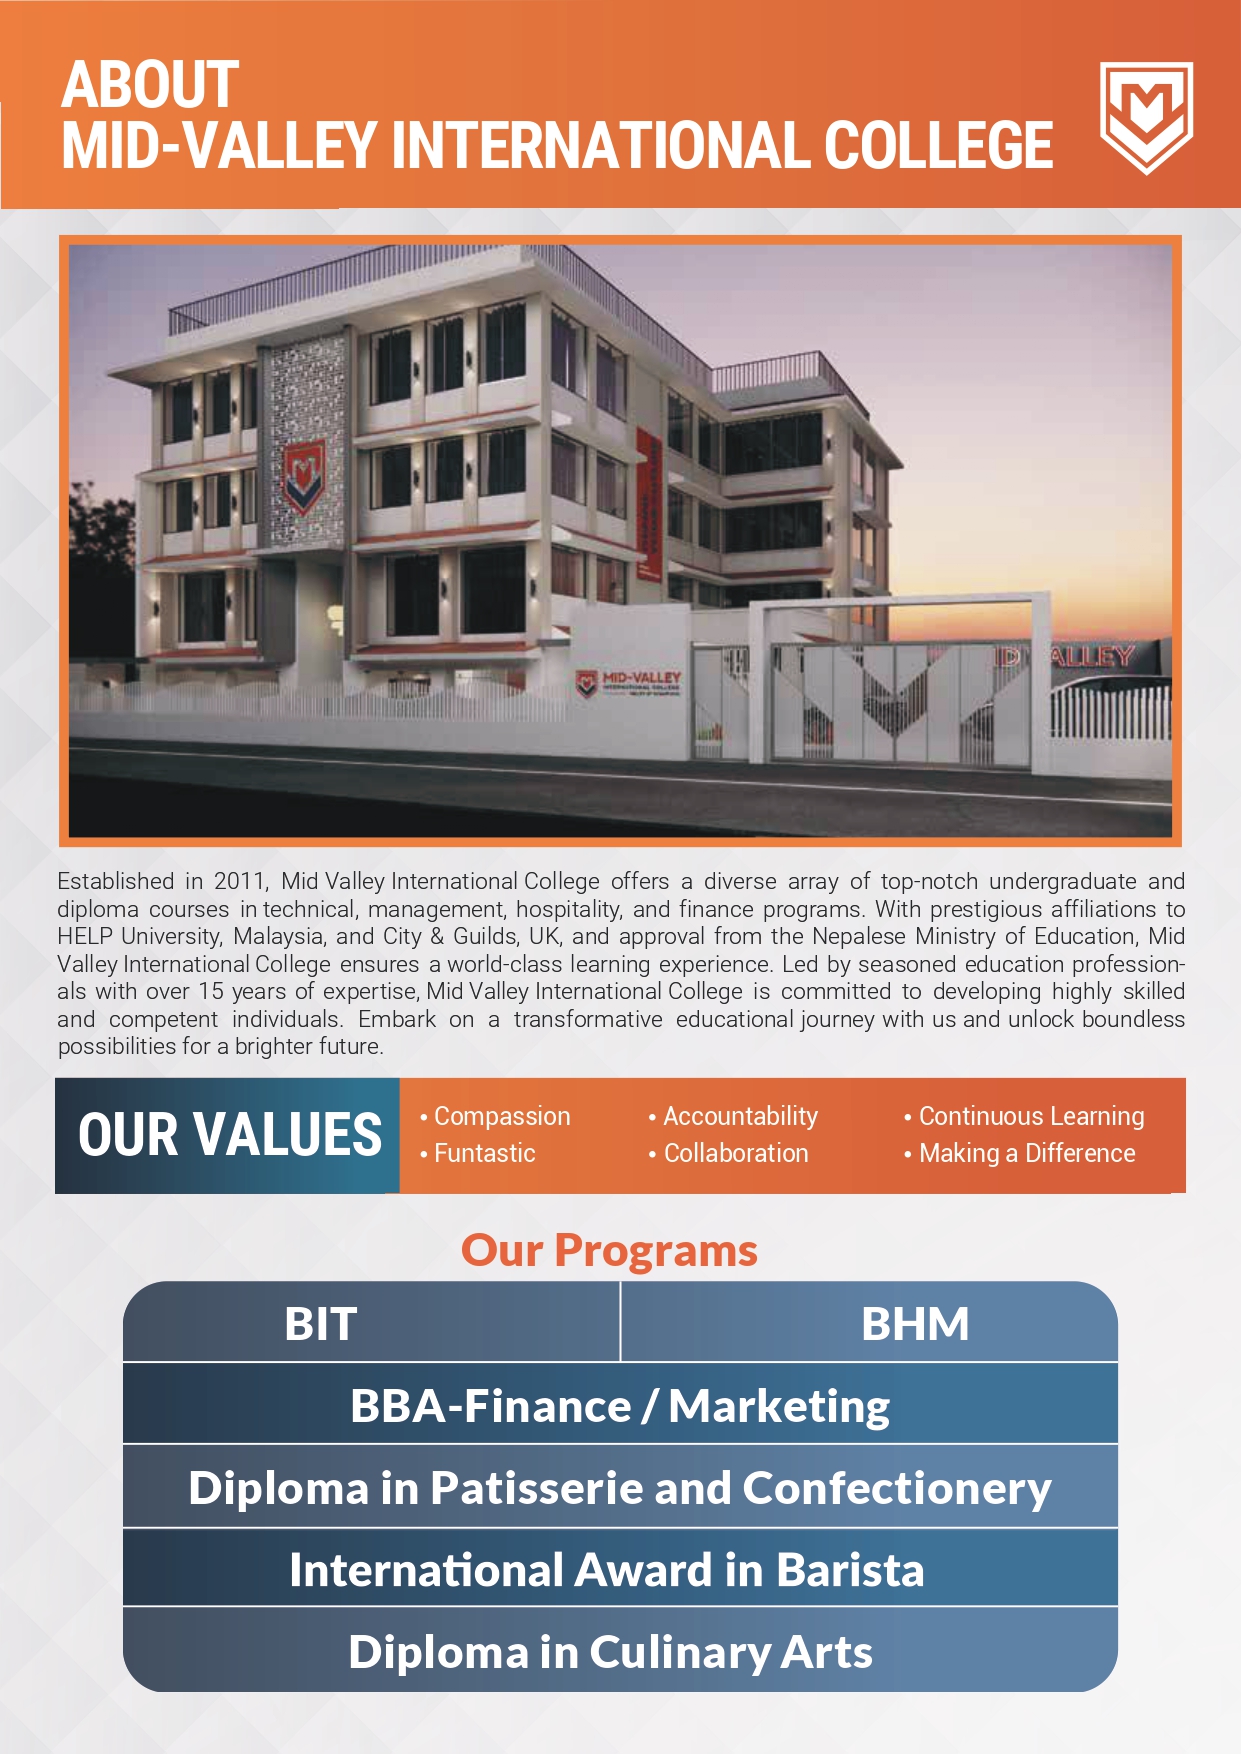 ABOUT
MID-VALLEY INTERNATIONAL COLLEGE
MID-VALLEY
INTERNATIONAL COLLEGE
ID ALLEY
Established in 2011, Mid Valley International College offers a diverse array of top-notch undergraduate and
diploma courses in technical, management, hospitality, and finance programs. With prestigious affiliations to
HELP University, Malaysia, and City & Guilds, UK, and approval from the Nepalese Ministry of Education, Mid
Valley International College ensures a world-class learning experience. Led by seasoned education profession-
als with over 15 years of expertise, Mid Valley International College is committed to developing highly skilled
and competent individuals. Embark on a transformative educational journey with us and unlock boundless
possibilities for a brighter future.
OUR VALUES
• Compassion • Accountability • Continuous Learning
• Funtastic • Collaboration • Making a Difference
Our Programs
BIT BHM
BBA-Finance / Marketing
Diploma in Patisserie and Confectionery
International Award in Barista
Diploma in Culinary Arts